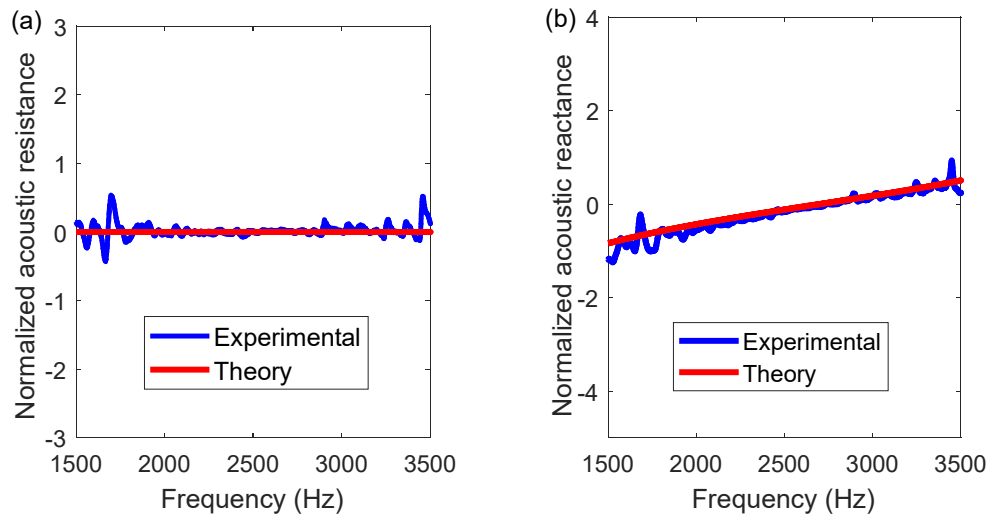 (a)
Normalized acoustic resistance
3
2
1
0
-1
-2
-3
Experimental
Theory
1500
2000
2500
3000
3500
Frequency (Hz)
(b)
Normalized acoustic reactance
4
2
0
-2
-4
Experimental
Theory
1500
2000
2500
3000
3500
Frequency (Hz)